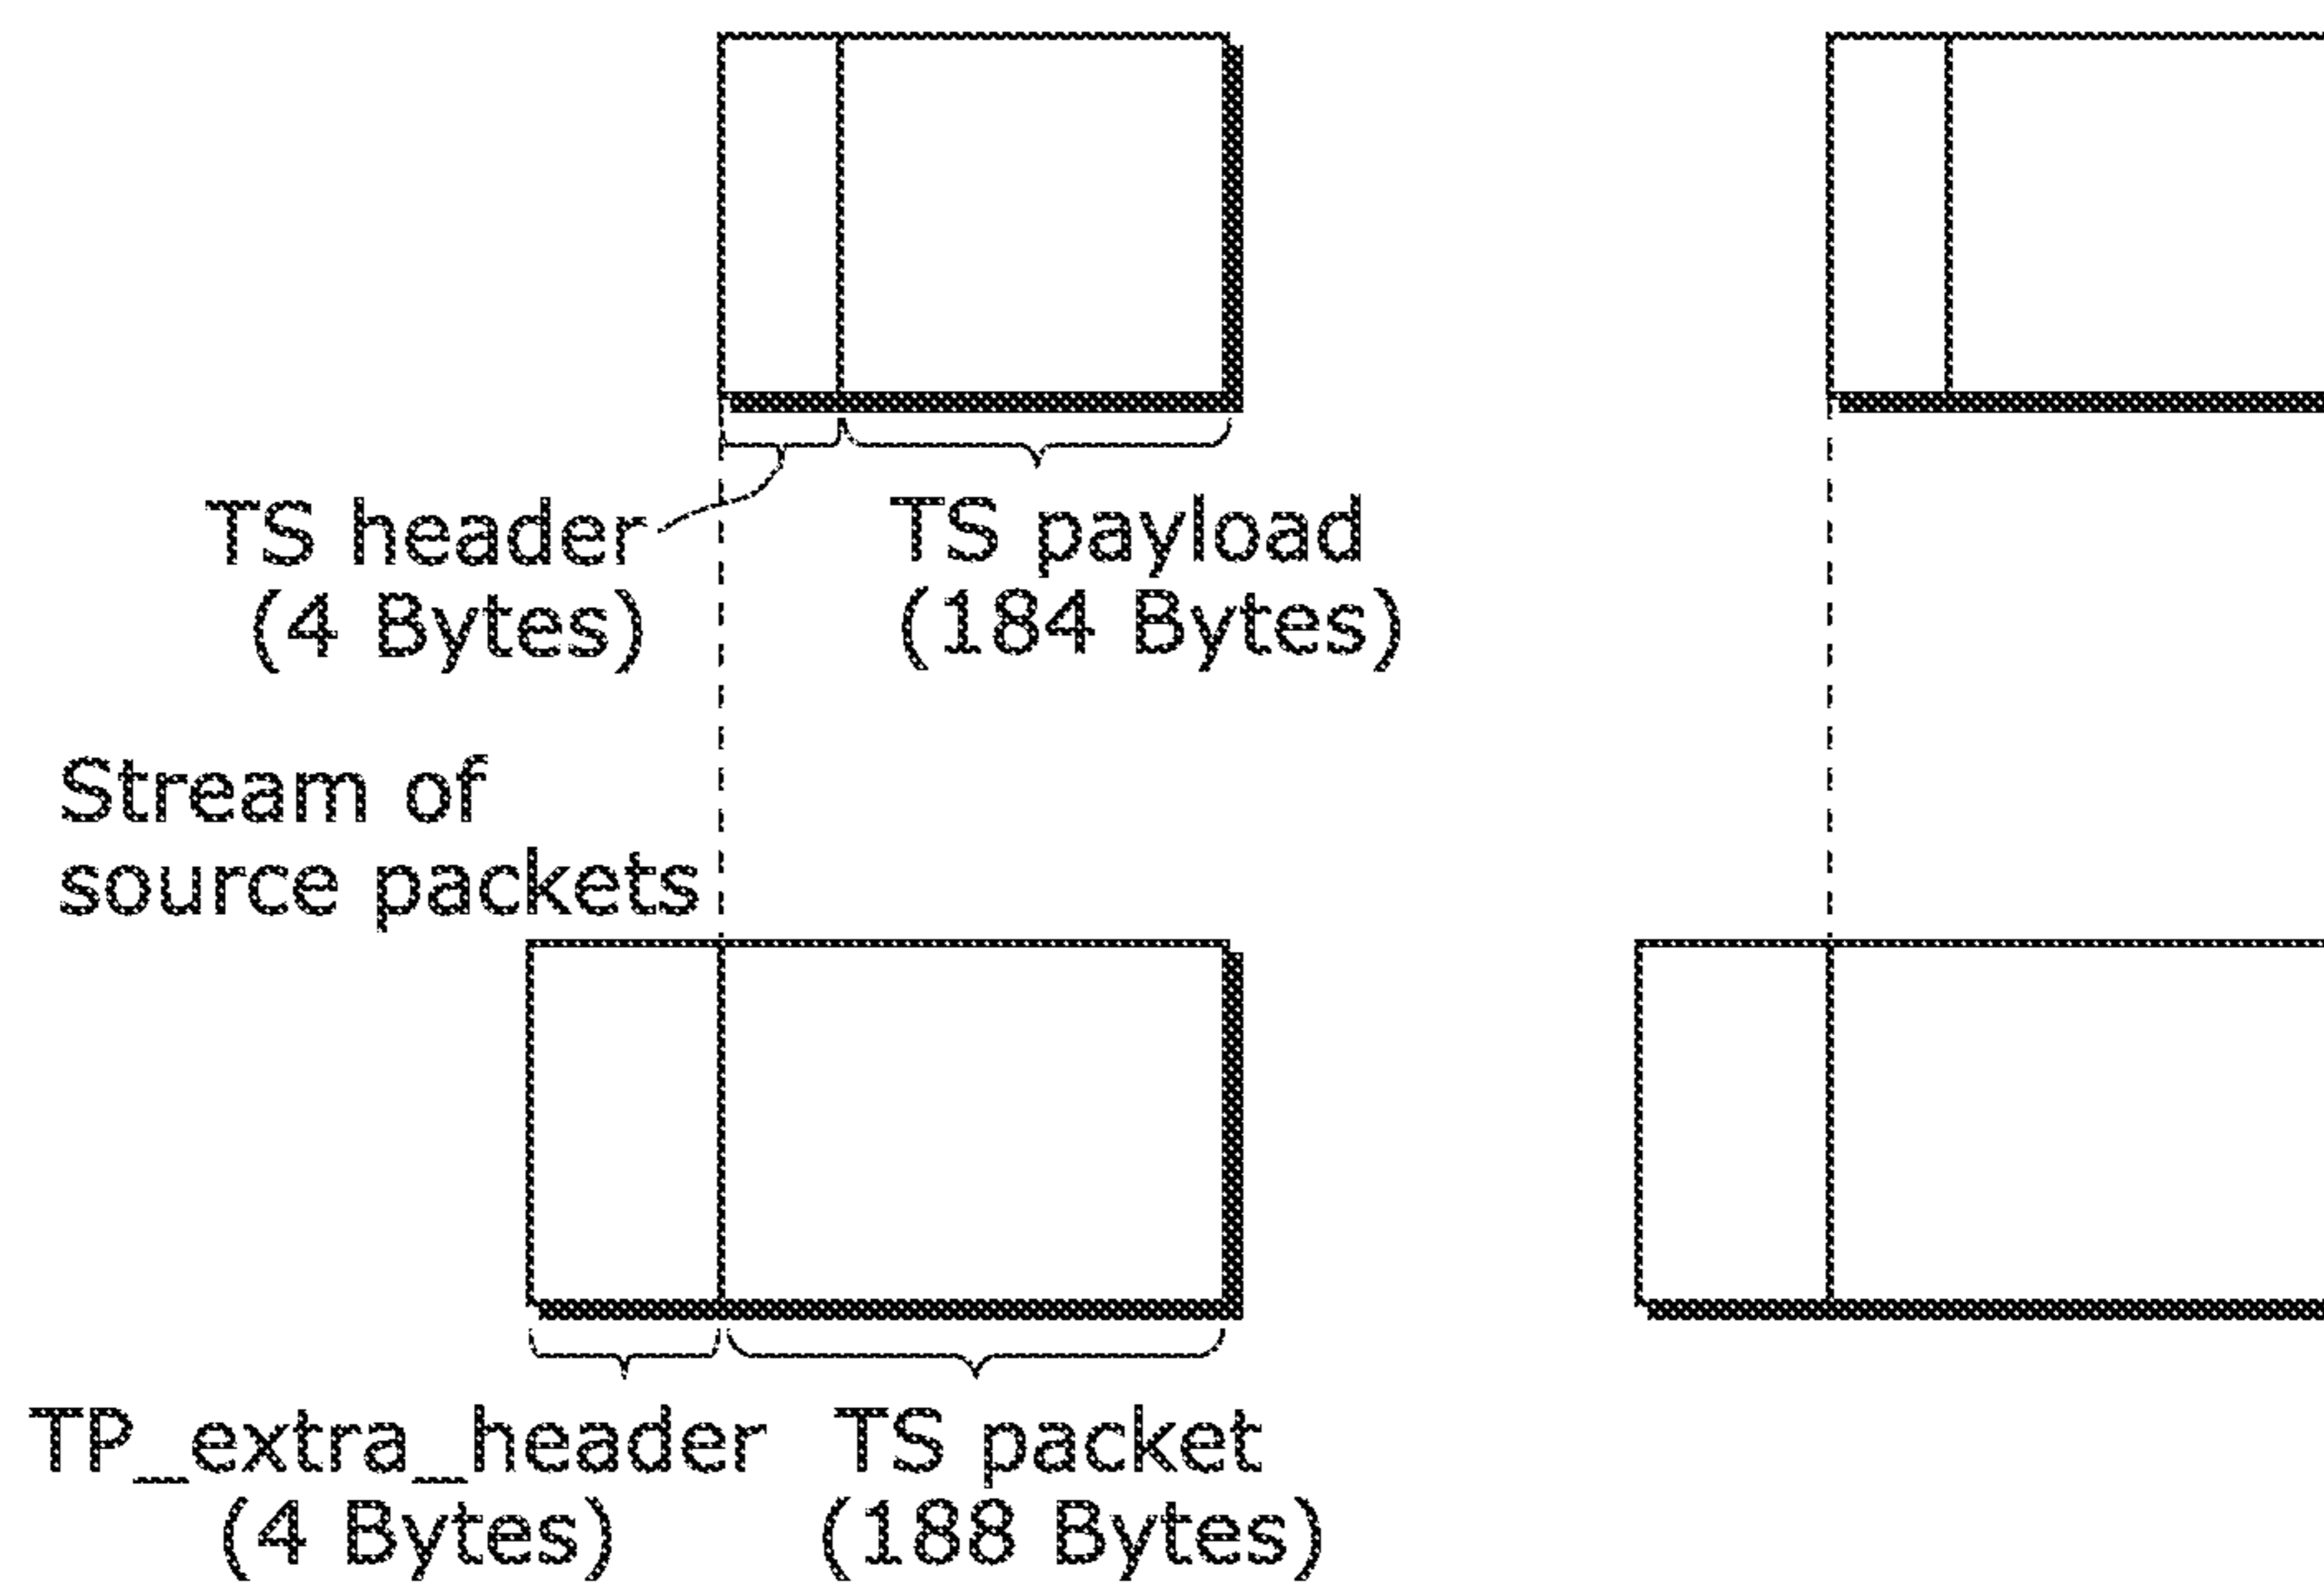 TS header
(4 Bytes)
TS payload
(184 Bytes)
Stream of
source packets
TP_extra_header
(4 Bytes)
TS packet
(188 Bytes)